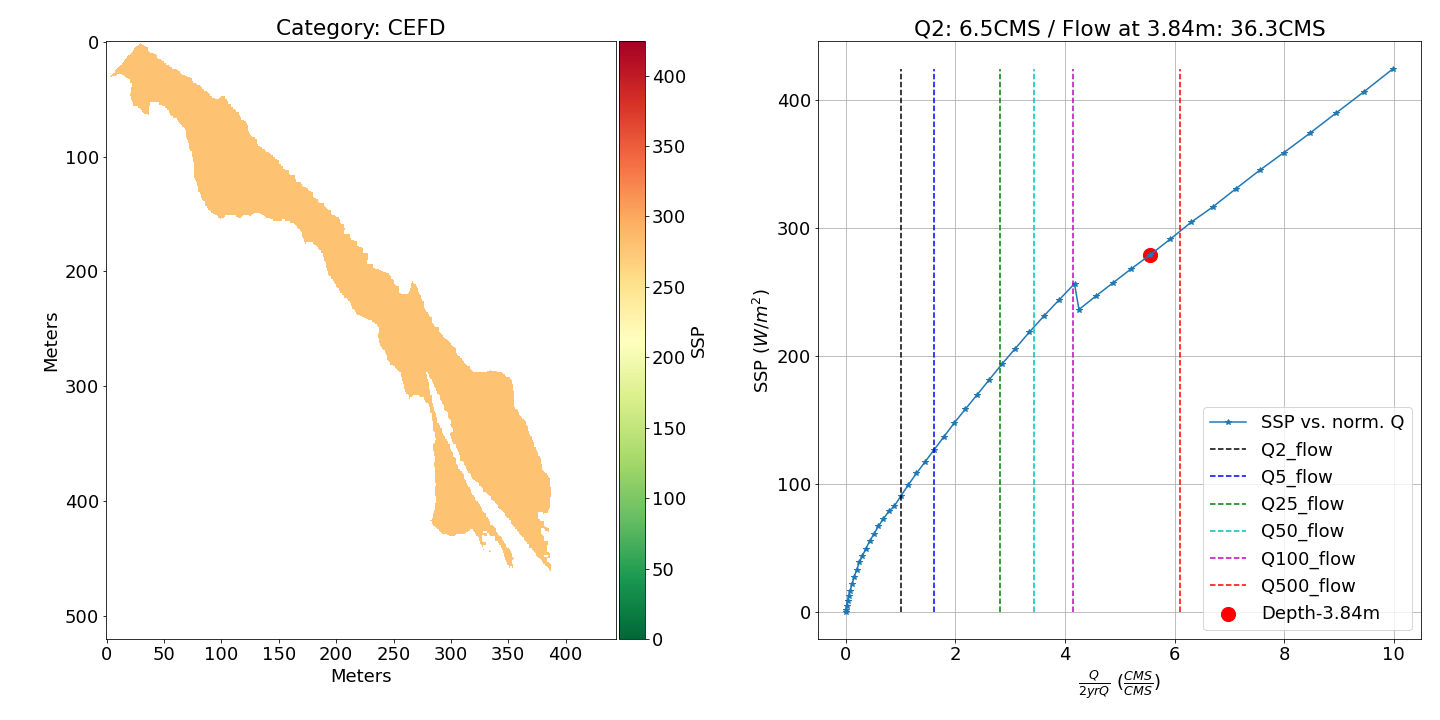 Category: CEFD
0
100
200
300
400
500
Meters
0 50 100 150 200 250 300 350 400
Meters
400
350
300
250
200
150
100
50
0
SSP
Q2: 6.5CMS / Flow at 3.84m: 36.3CMS
400
300
200
100
0
SSP (W/m²)
0 2 4 6 8 10
Q/2yrQ (CMS/CMS)
SSP vs. norm. Q
Q2_flow
Q5_flow
Q25_flow
Q50_flow
Q100_flow
Q500_flow
Depth-3.84m